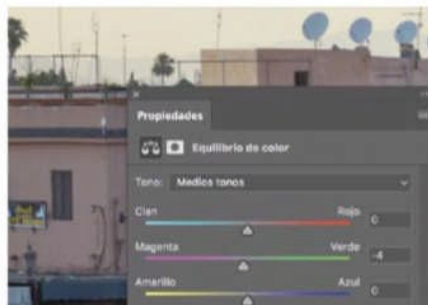 Propiedades
Equilibrio de color
Tono: Medios tonos
Cian Rojo 0
Magenta Verde -4
Amarillo Azul 0